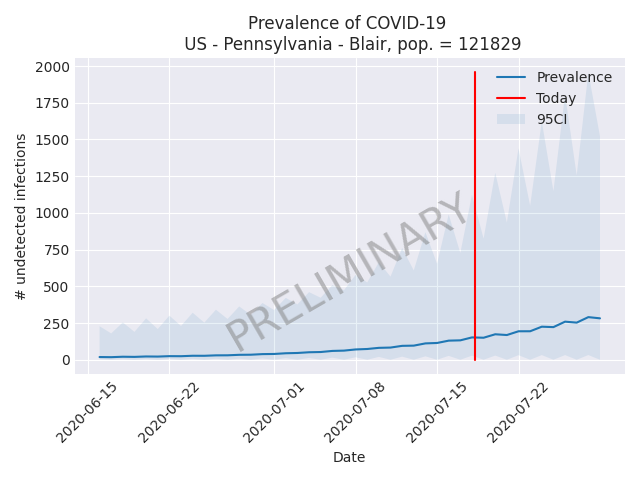 Prevalence of COVID-19
US - Pennsylvania - Blair, pop. = 121829
2000
1750
1500
1250
1000
750
500
250
0
# undetected infections
Prevalence
Today
95CI
PRELIMINARY
2020-06-15
2020-06-22
2020-07-01
2020-07-08
2020-07-15
2020-07-22
Date